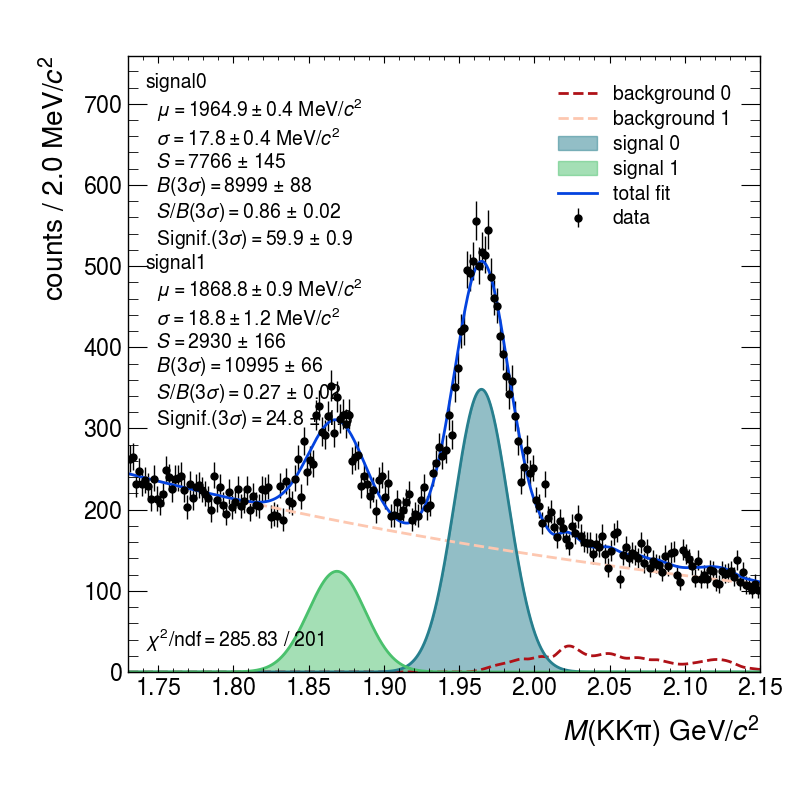 counts / 2.0 MeV/c²
700
600
500
400
300
200
100
0
signal0
μ = 1964.9 ± 0.4 MeV/c²
σ = 17.8 ± 0.4 MeV/c²
S = 7766 ± 145
B(3σ) = 8999 ± 88
S/B(3σ) = 0.86 ± 0.02
Signif.(3σ) = 59.9 ± 0.9
signal1
μ = 1868.8 ± 0.9 MeV/c²
σ = 18.8 ± 1.2 MeV/c²
S = 2930 ± 166
B(3σ) = 10995 ± 66
S/B(3σ) = 0.27 ±
Signif.(3σ) = 24.8 ±
χ²/ndf = 285.83 / 201
background 0
background 1
signal 0
signal 1
total fit
data
1.75 1.80 1.85 1.90 1.95 2.00 2.05 2.10 2.15
M(KKπ) GeV/c²